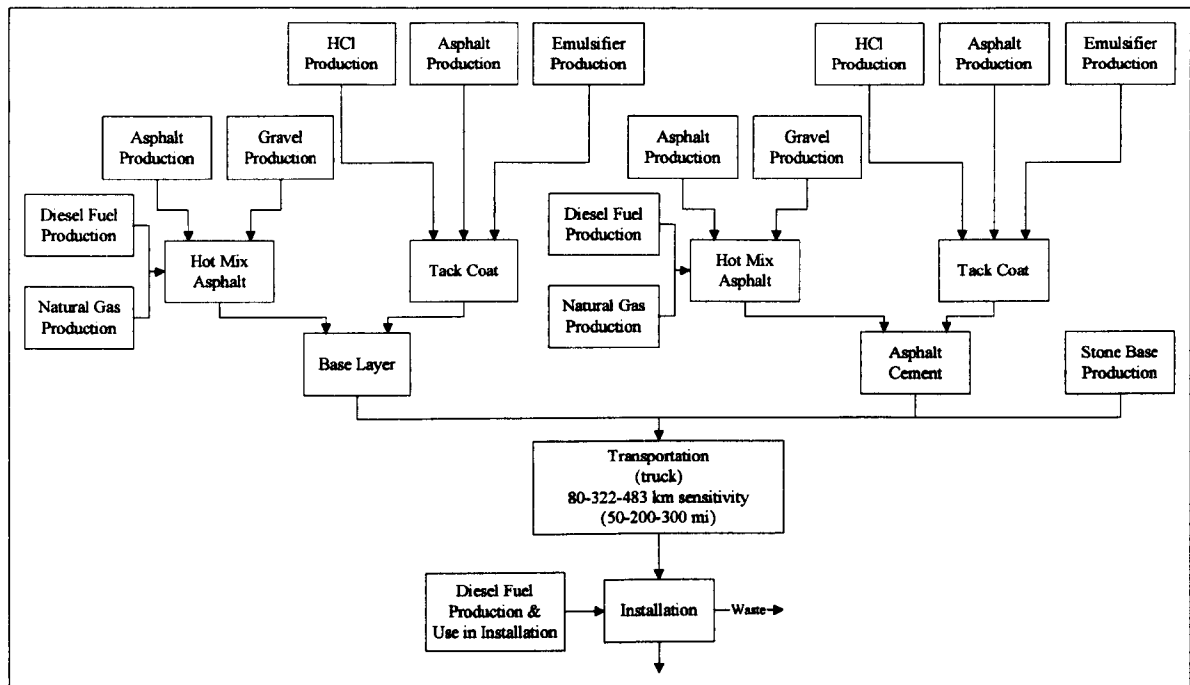 HCl
Production
Asphalt
Production
Emulsifier
Production
HCl
Production
Asphalt
Production
Emulsifier
Production
Asphalt
Production
Gravel
Production
Asphalt
Production
Gravel
Production
Diesel Fuel
Production
Diesel Fuel
Production
Hot Mix
Asphalt
Tack Coat
Hot Mix
Asphalt
Tack Coat
Natural Gas
Production
Natural Gas
Production
Base Layer
Asphalt
Cement
Stone Base
Production
Transportation
(truck)
80-322-483 km sensitivity
(50-200-300 mi)
Diesel Fuel
Production &
Use in Installation
Installation
Waste